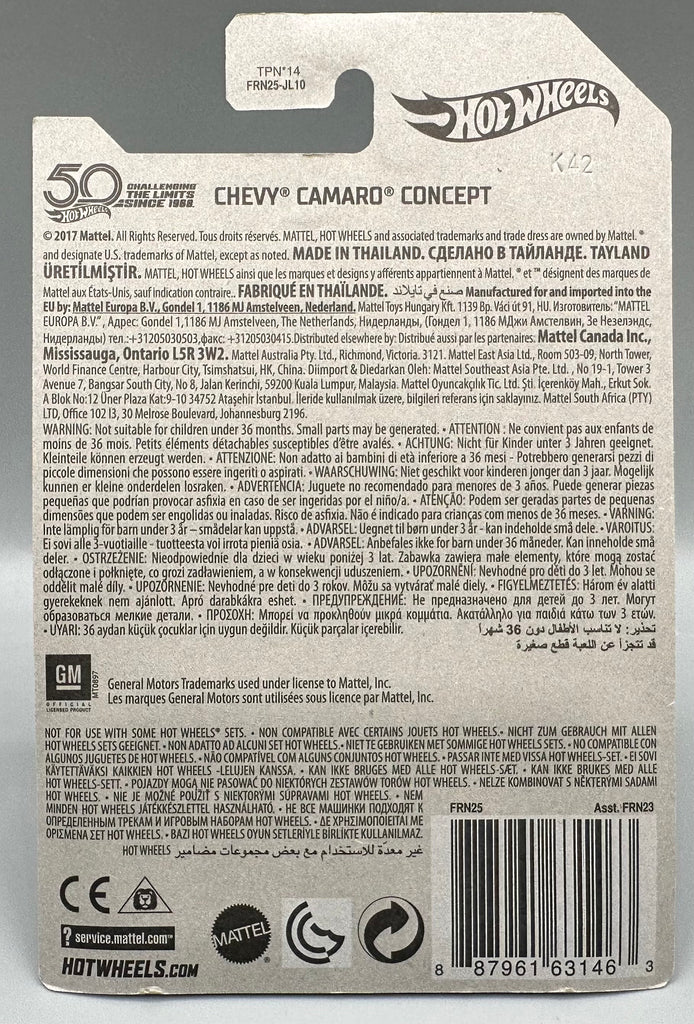 TPN*14
FRN25-JL10
HOT WHEELS
K42
50 CHALLENGING
THE LIMITS
SINCE 1968.
HOT WHEELS
CHEVY® CAMARO® CONCEPT
© 2017 Mattel. All Rights Reserved. Tous droits réservés. MATTEL, HOT WHEELS and associated trademarks and trade dress are owned by Mattel. ®
and designate U.S. trademarks of Mattel, except as noted. MADE IN THAILAND. СДЕЛАНО В ТАЙЛАНДЕ. TAYLAND
ÜRETİLMİŞTİR. MATTEL, HOT WHEELS ainsi que les marques et designs y afférents appartiennent à Mattel. ® et ™ désignent des marques de
Mattel aux États-Unis, sauf indication contraire.. FABRIQUÉ EN THAÏLANDE. صنع في تايلاند Manufactured for and imported into the
EU by: Mattel Europa B.V., Gondel 1, 1186 MJ Amstelveen, Nederland. Mattel Toys Hungary Kft. 1139 Bp. Váci út 91, HU. Изготовитель: "MATTEL
EUROPA B.V.", Адрес: Gondel 1,1186 MJ Amstelveen, The Netherlands, Нидерланды, (Гондел 1, 1186 МДжи Амстелвин, Зе Незелэндс,
Нидерланды) тел.:+31205030503,факс: +31205030415.Distributed elsewhere by: Distribué aussi par les partenaires: Mattel Canada Inc.,
Mississauga, Ontario L5R 3W2. Mattel Australia Pty. Ltd., Richmond, Victoria. 3121. Mattel East Asia Ltd., Room 503-09, North Tower,
World Finance Centre, Harbour City, Tsimshatsui, HK, China. Diimport & Diedarkan Oleh: Mattel Southeast Asia Pte. Ltd. , No 19-1, Tower 3
Avenue 7, Bangsar South City, No 8, Jalan Kerinchi, 59200 Kuala Lumpur, Malaysia. Mattel Oyuncakçılık Tic. Ltd. Şti. İçerenköy Mah., Erkut Sok.
A Blok No:12 Üner Plaza Kat:9-10 34752 Ataşehir İstanbul. İleride kullanılmak üzere, bilgileri referans için saklayınız. Mattel South Africa (PTY)
LTD, Office 102 I3, 30 Melrose Boulevard, Johannesburg 2196.
WARNING: Not suitable for children under 36 months. Small parts may be generated. • ATTENTION : Ne convient pas aux enfants de
moins de 36 mois. Petits éléments détachables susceptibles d'être avalés. • ACHTUNG: Nicht für Kinder unter 3 Jahren geeignet.
Kleinteile können erzeugt werden. • ATTENZIONE: Non adatto ai bambini di età inferiore a 36 mesi - Potrebbero generarsi pezzi di
piccole dimensioni che possono essere ingeriti o aspirati. • WAARSCHUWING: Niet geschikt voor kinderen jonger dan 3 jaar. Mogelijk
kunnen er kleine onderdelen losraken. • ADVERTENCIA: Juguete no recomendado para menores de 3 años. Puede generar piezas
pequeñas que podrían provocar asfixia en caso de ser ingeridas por el niño/a. • ATENÇÃO: Podem ser geradas partes de pequenas
dimensões que podem ser engolidas ou inaladas. Risco de asfixia. Não é indicado para crianças com menos de 36 meses. • VARNING:
Inte lämplig för barn under 3 år – smådelar kan uppstå. • ADVARSEL: Uegnet til børn under 3 år - kan indeholde små dele. • VAROITUS:
Ei sovi alle 3-vuotiaille - tuotteesta voi irrota pieniä osia. • ADVARSEL: Anbefales ikke for barn under 36 måneder. Kan inneholde små
deler. • OSTRZEŻENIE: Nieodpowiednie dla dzieci w wieku poniżej 3 lat. Zabawka zawiera małe elementy, które mogą zostać
odłączone i połknięte, co grozi zadławieniem, a w konsekwencji uduszeniem. • UPOZORNĚNÍ: Nevhodné pro děti do 3 let. Mohou se
oddělit malé díly. • UPOZORNENIE: Nevhodné pre deti do 3 rokov. Môžu sa vytvárať malé diely. • FIGYELMEZTETÉS: Három év alatti
gyerekeknek nem ajánlott. Apró darabkákra eshet. • ПРЕДУПРЕЖДЕНИЕ: Не предназначено для детей до 3 лет. Могут
образоваться мелкие детали. • ΠΡΟΣΟΧΗ: Μπορεί να προκληθούν μικρά κομμάτια. Ακατάλληλο για παιδιά κάτω των 3 ετών.
• UYARI: 36 aydan küçük çocuklar için uygun değildir. Küçük parçalar içerebilir. تحذير: لا تناسب الأطفال دون 36 شهراً
قد تتجزأ عن اللعبة قطع صغيرة
GM
OFFICIAL
LICENSED PRODUCT
MT0897
General Motors Trademarks used under license to Mattel, Inc.
Les marques General Motors sont utilisées sous licence par Mattel, Inc.
NOT FOR USE WITH SOME HOT WHEELS® SETS. • NON COMPATIBLE AVEC CERTAINS JOUETS HOT WHEELS.• NICHT ZUM GEBRAUCH MIT ALLEN
HOT WHEELS SETS GEEIGNET. • NON ADATTO AD ALCUNI SET HOT WHEELS. • NIET TE GEBRUIKEN MET SOMMIGE HOT WHEELS SETS. • NO COMPATIBLE CON
ALGUNOS JUGUETES DE HOT WHEELS. • NÃO COMPATÍVEL COM ALGUNS CONJUNTOS HOT WHEELS. • PASSAR INTE MED VISSA HOT WHEELS-SET. • EI SOVI
KÄYTETTÄVÄKSI KAIKKIEN HOT WHEELS -LELUJEN KANSSA. • KAN IKKE BRUGES MED ALLE HOT WHEELS-SÆT. • KAN IKKE BRUKES MED ALLE
HOT WHEELS-SETT. • POJAZDY MOGĄ NIE PASOWAĆ DO NIEKTÓRYCH ZESTAWÓW TORÓW HOT WHEELS. • NELZE KOMBINOVAT S NĚKTERÝMI SADAMI
HOT WHEELS. • NIE JE MOŽNÉ POUŽIŤ S NIEKTORÝMI SÚPRAVAMI HOT WHEELS. • NEM
MINDEN HOT WHEELS JÁTÉKKÉSZLETTEL HASZNÁLHATÓ. • НЕ ВСЕ МАШИНКИ ПОДХОДЯТ К
ОПРЕДЕЛЕННЫМ ТРЕКАМ И ИГРОВЫМ НАБОРАМ HOT WHEELS. • ΔΕ ΧΡΗΣΙΜΟΠΟΙΕΙΤΑΙ ΜΕ
ΟΡΙΣΜΕΝΑ ΣΕΤ HOT WHEELS. • BAZI HOT WHEELS OYUN SETLERİYLE BİRLİKTE KULLANILMAZ.
غير معدّة للاستخدام مع بعض مجموعات مضامير HOT WHEELS
FRN25 Asst. FRN23
CE
? service.mattel.com™
HOTWHEELS.COM
MATTEL®
8 87961 63146 3